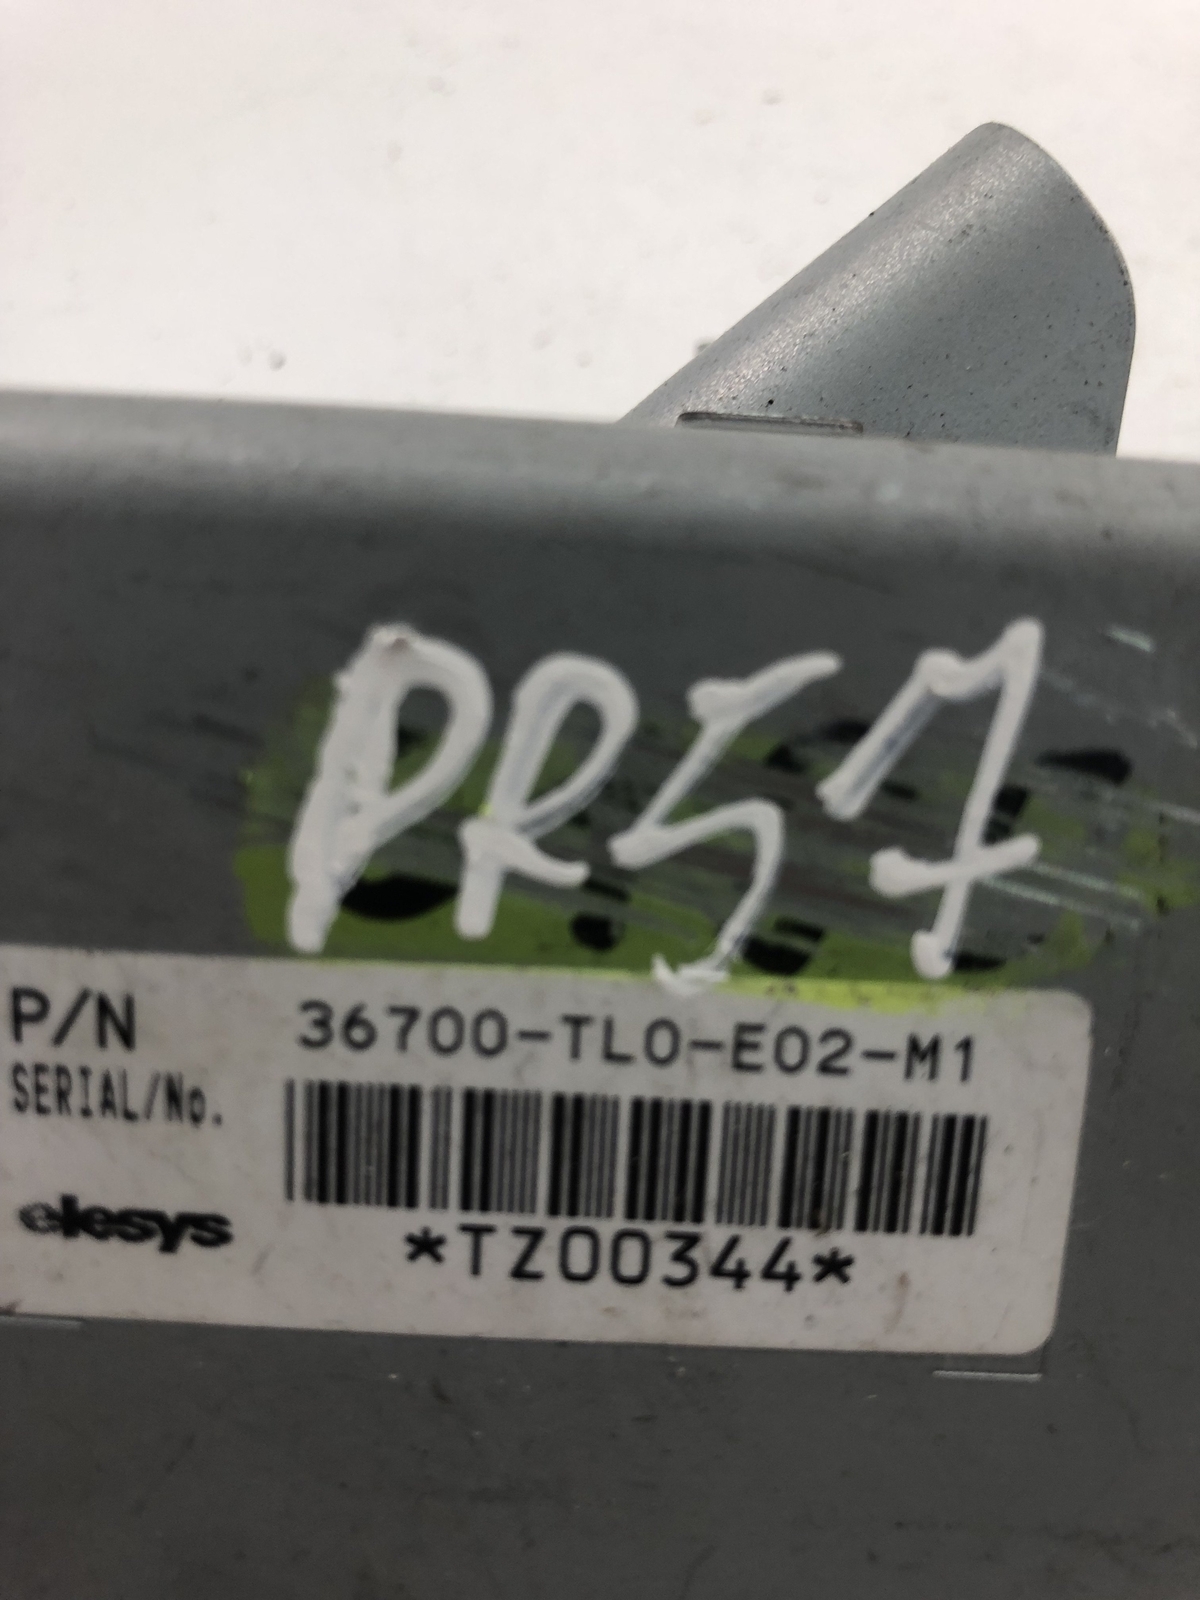 PR57
P/N 36700-TL0-E02-M1
SERIAL/No.
elesys
*TZ00344*